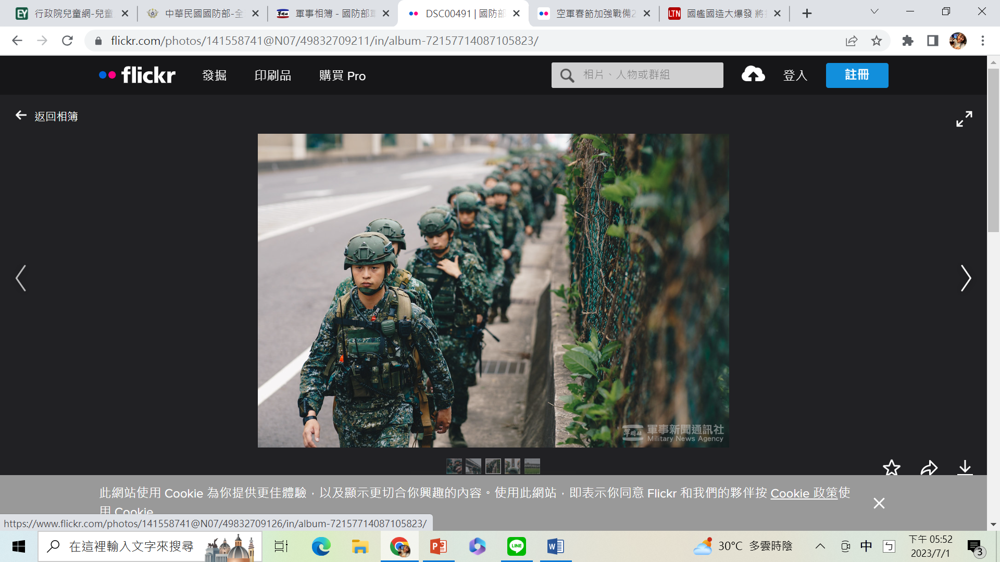 行政院兒童網-兒童
中華民國國防部-全
軍事相簿 - 國防部軍
DSC00491 | 國防部
空軍春節加強戰備2
LTN 國艦國造大爆發 將
flickr.com/photos/141558741@N07/49832709211/in/album-72157714087105823/
flickr 發掘 印刷品 購買 Pro 相片、人物或群組 登入 註冊
返回相簿
軍事新聞通訊社
Military News Agency
此網站使用 Cookie 為你提供更佳體驗，以及顯示更切合你興趣的內容。使用此網站，即表示你同意 Flickr 和我們的夥伴按 Cookie 政策使
用 Cookie
https://www.flickr.com/photos/141558741@N07/49832709126/in/album-72157714087105823/
在這裡輸入文字來搜尋
LINE
30°C 多雲時陰
中
ㄅ
下午 05:52
2023/7/1
3